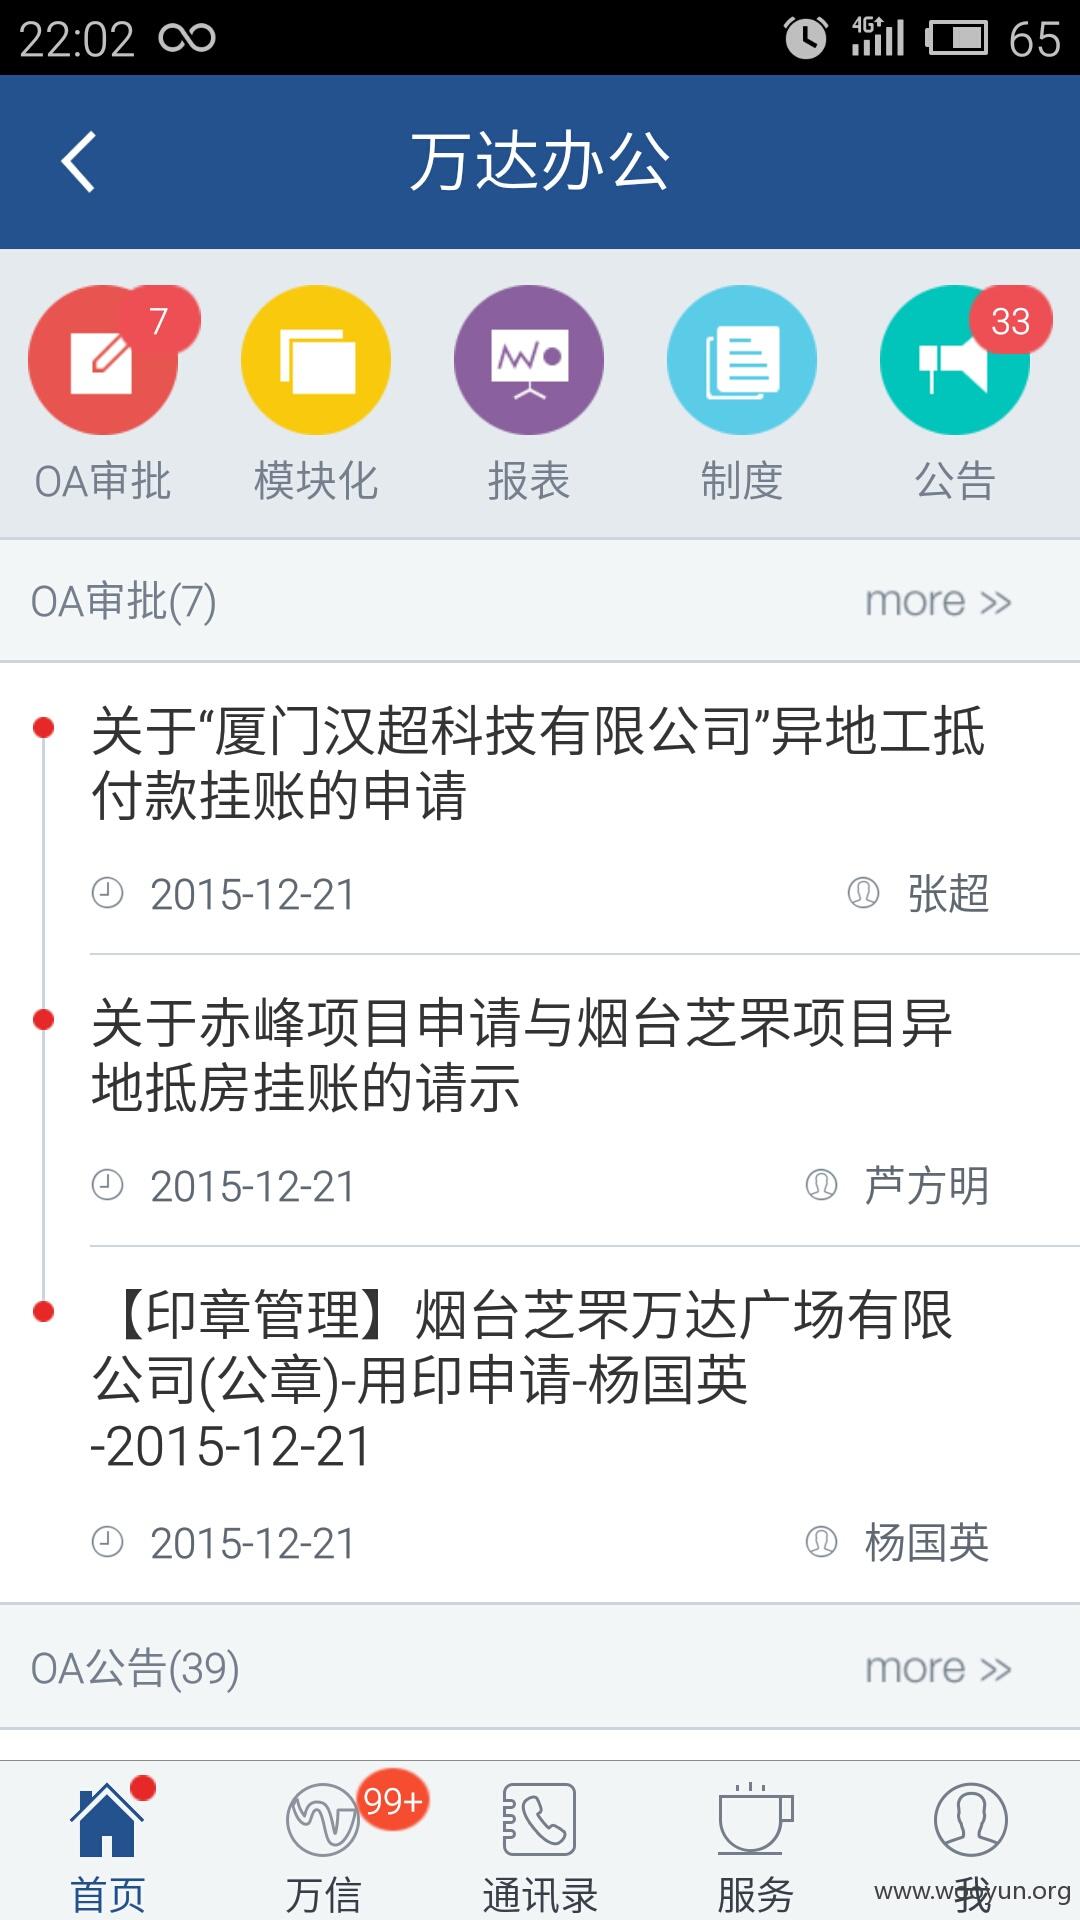 22:02
4G
65
万达办公
7
33
OA审批
模块化
报表
制度
公告
OA审批(7)
more >>
关于“厦门汉超科技有限公司”异地工抵
付款挂账的申请
2015-12-21
张超
关于赤峰项目申请与烟台芝罘项目异
地抵房挂账的请示
2015-12-21
芦方明
【印章管理】烟台芝罘万达广场有限
公司(公章)-用印申请-杨国英
-2015-12-21
2015-12-21
杨国英
OA公告(39)
more >>
99+
首页
万信
通讯录
服务
我
www.wooyun.org